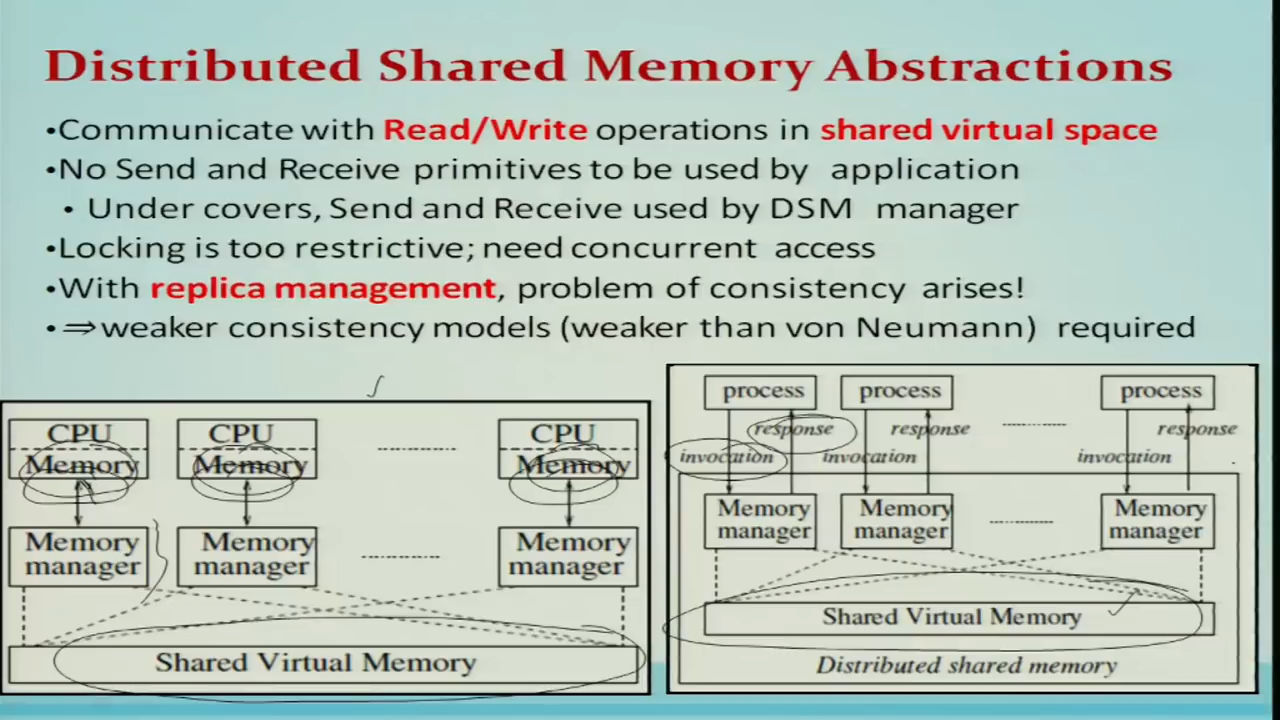 Distributed Shared Memory Abstractions
•Communicate with Read/Write operations in shared virtual space
•No Send and Receive primitives to be used by application
• Under covers, Send and Receive used by DSM manager
•Locking is too restrictive; need concurrent access
•With replica management, problem of consistency arises!
•⇒weaker consistency models (weaker than von Neumann) required
CPU CPU CPU
Memory Memory Memory
Memory manager Memory manager Memory manager
Shared Virtual Memory
process process process
response response response
invocation invocation invocation
Memory manager Memory manager Memory manager
Shared Virtual Memory
Distributed shared memory